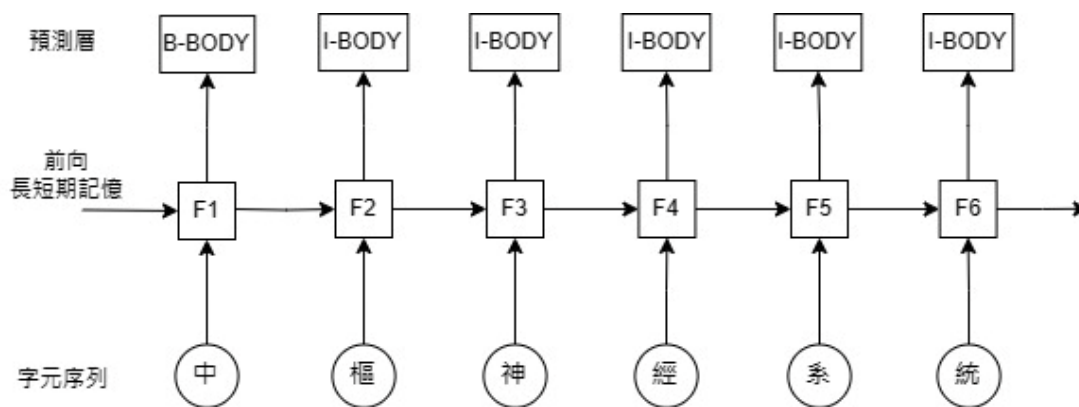 預測層
B-BODY I-BODY I-BODY I-BODY I-BODY I-BODY
前向
長短期記憶
F1 F2 F3 F4 F5 F6
字元序列 中 樞 神 經 系 統